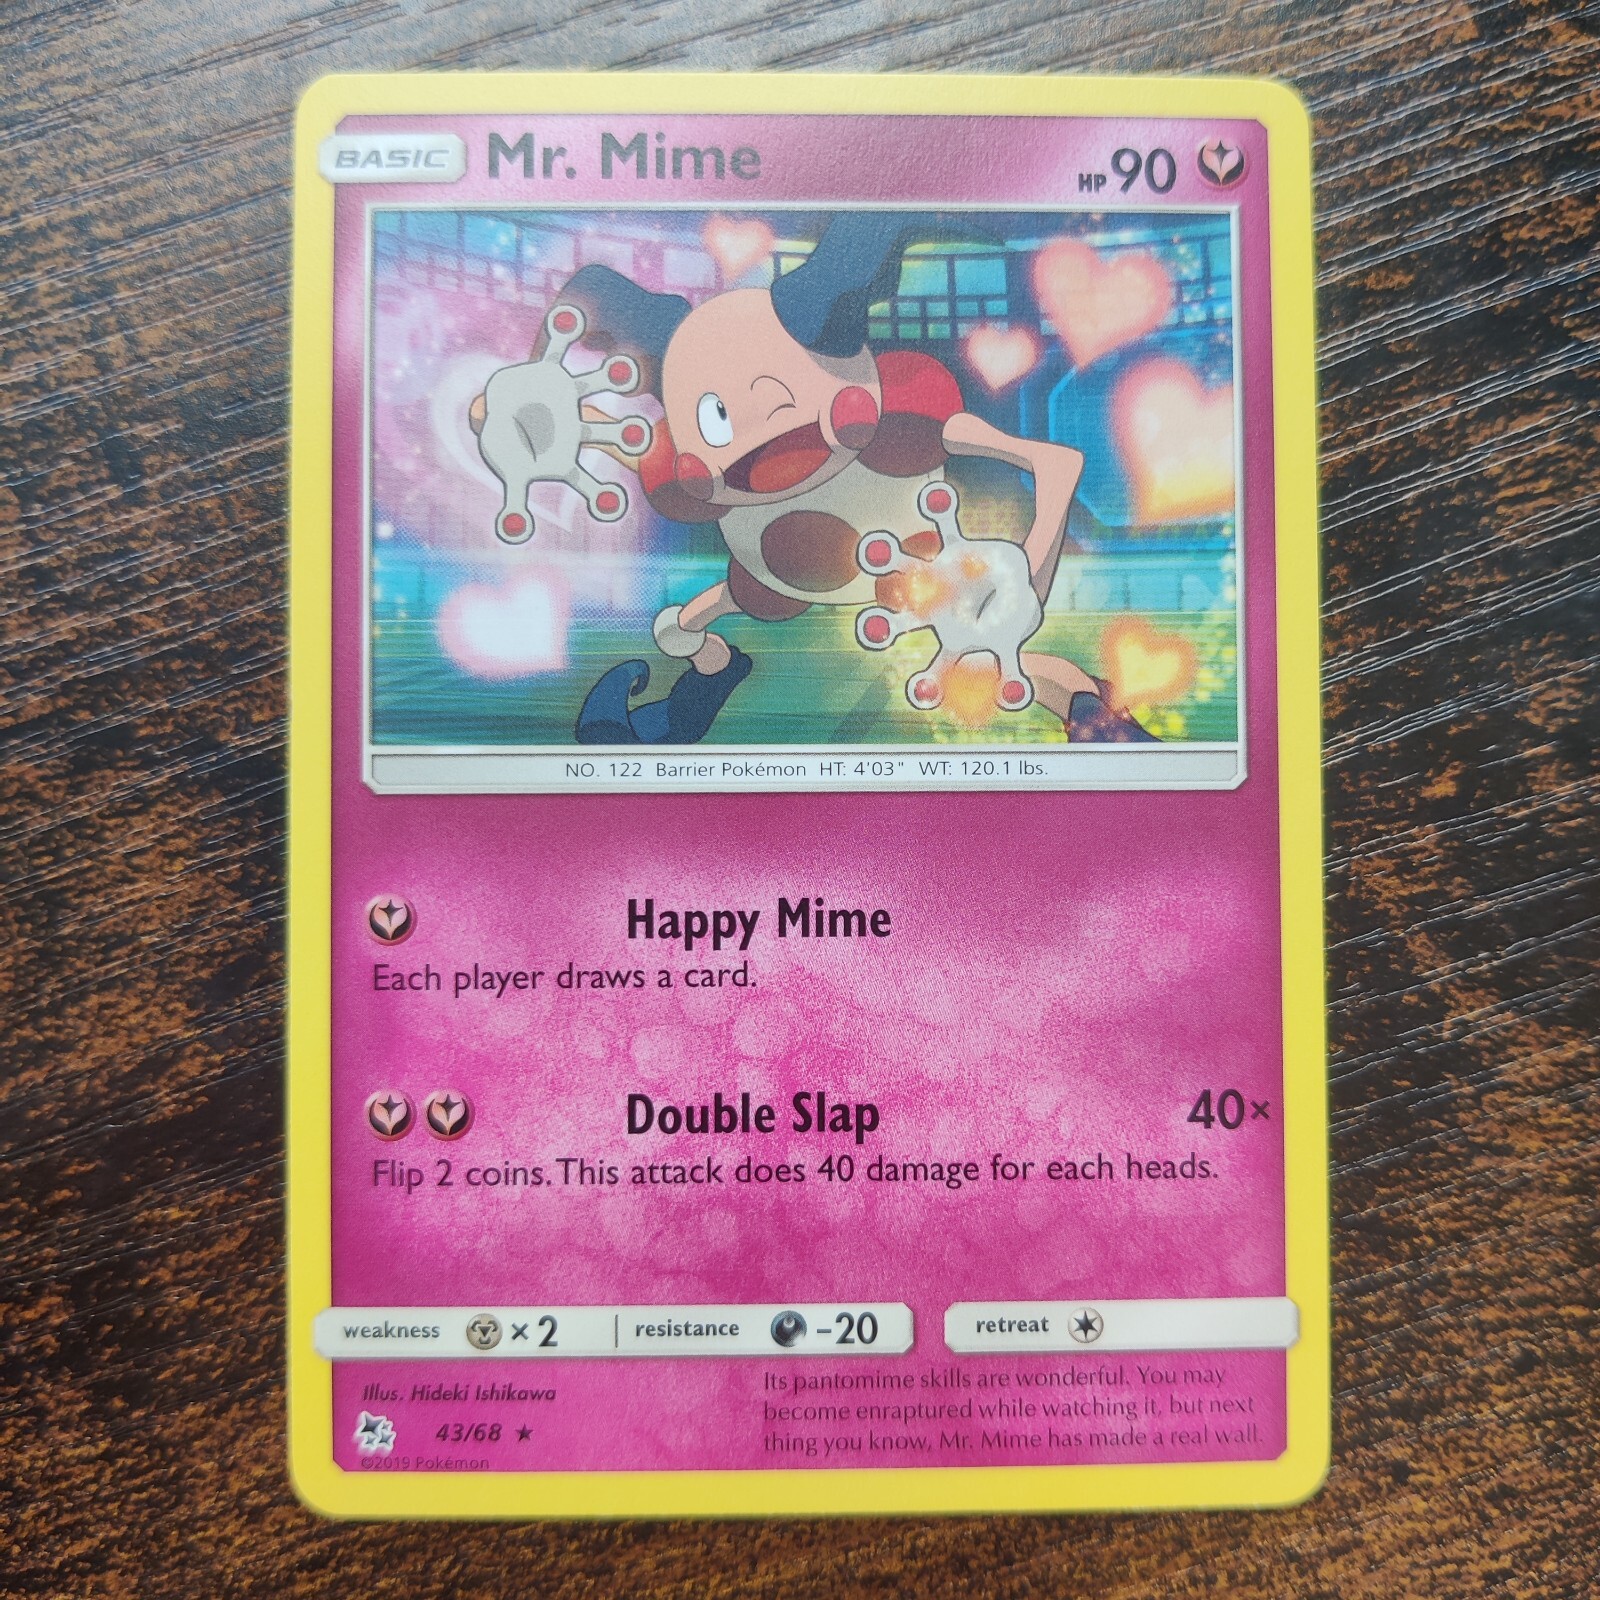 BASIC Mr. Mime HP 90
NO. 122 Barrier Pokémon HT: 4'03" WT: 120.1 lbs.
Happy Mime
Each player draws a card.
Double Slap 40×
Flip 2 coins. This attack does 40 damage for each heads.
weakness × 2 resistance -20 retreat
Illus. Hideki Ishikawa
43/68 ★
©2019 Pokémon
Its pantomime skills are wonderful. You may
become enraptured while watching it, but next
thing you know, Mr. Mime has made a real wall.